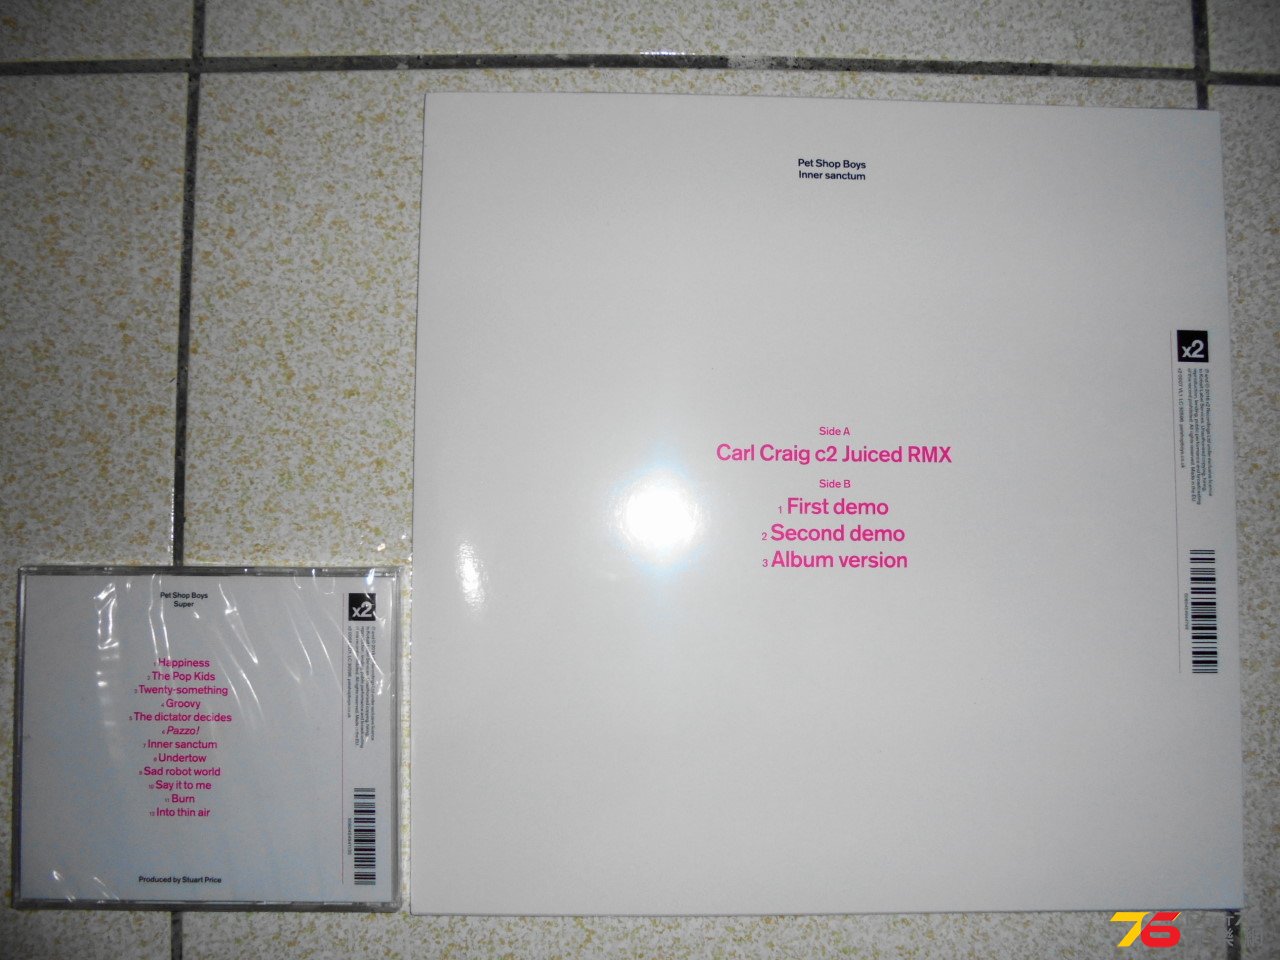 Pet Shop Boys
Inner sanctum
x2
Side A
Carl Craig c2 Juiced RMX
Side B
1 First demo
2 Second demo
3 Album version
Pet Shop Boys
Super
x2
1 Happiness
2 The Pop Kids
3 Twenty-something
4 Groovy
5 The dictator decides
6 Pazzo!
7 Inner sanctum
8 Undertow
9 Sad robot world
10 Say it to me
11 Burn
12 Into thin air
Produced by Stuart Price
76